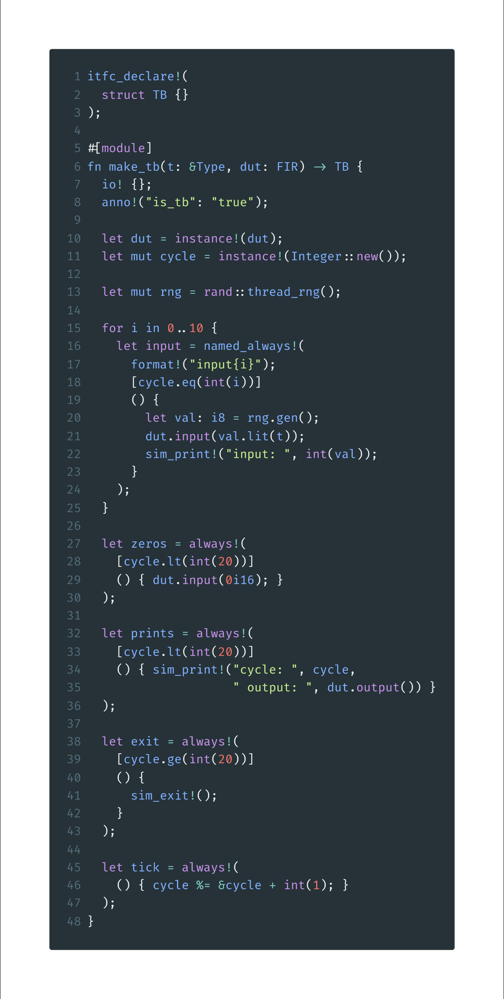 1 itfc_declare!(
2   struct TB {}
3 );
4
5 #[module]
6 fn make_tb(t: &Type, dut: FIR) -> TB {
7   io! {};
8   anno!("is_tb": "true");
9
10   let dut = instance!(dut);
11   let mut cycle = instance!(Integer::new());
12
13   let mut rng = rand::thread_rng();
14
15   for i in 0..10 {
16     let input = named_always!(
17       format!("input{i}");
18       [cycle.eq(int(i))]
19       () {
20         let val: i8 = rng.gen();
21         dut.input(val.lit(t));
22         sim_print!("input: ", int(val));
23       }
24     );
25   }
26
27   let zeros = always!(
28     [cycle.lt(int(20))]
29     () { dut.input(0i16); }
30   );
31
32   let prints = always!(
33     [cycle.lt(int(20))]
34     () { sim_print!("cycle: ", cycle,
35                     " output: ", dut.output()) }
36   );
37
38   let exit = always!(
39     [cycle.ge(int(20))]
40     () {
41       sim_exit!();
42     }
43   );
44
45   let tick = always!(
46     () { cycle %= &cycle + int(1); }
47   );
48 }